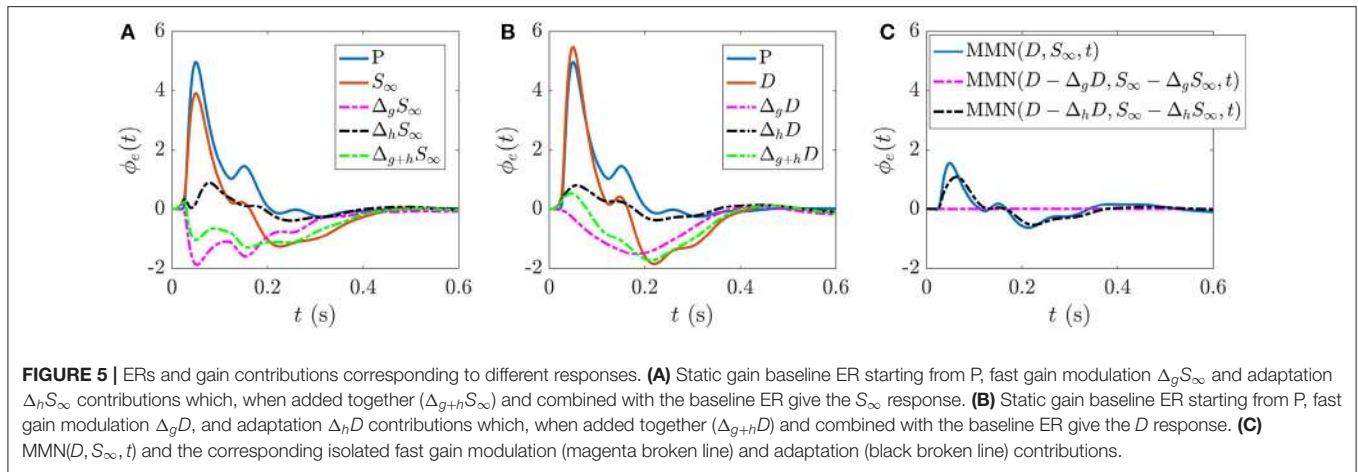 A
6
4
2
0
-2
0
0.2
0.4
0.6
ϕe(t)
t (s)
P
S∞
ΔgS∞
ΔhS∞
Δg+hS∞
B
6
4
2
0
-2
0
0.2
0.4
0.6
ϕe(t)
t (s)
P
D
ΔgD
ΔhD
Δg+hD
C
6
4
2
0
-2
0
0.2
0.4
0.6
ϕe(t)
t (s)
MMN(D, S∞, t)
MMN(D − ΔgD, S∞ − ΔgS∞, t)
MMN(D − ΔhD, S∞ − ΔhS∞, t)
FIGURE 5 | ERs and gain contributions corresponding to different responses. (A) Static gain baseline ER starting from P, fast gain modulation ΔgS∞ and adaptation
ΔhS∞ contributions which, when added together (Δg+hS∞) and combined with the baseline ER give the S∞ response. (B) Static gain baseline ER starting from P, fast
gain modulation ΔgD, and adaptation ΔhD contributions which, when added together (Δg+hD) and combined with the baseline ER give the D response. (C)
MMN(D, S∞, t) and the corresponding isolated fast gain modulation (magenta broken line) and adaptation (black broken line) contributions.